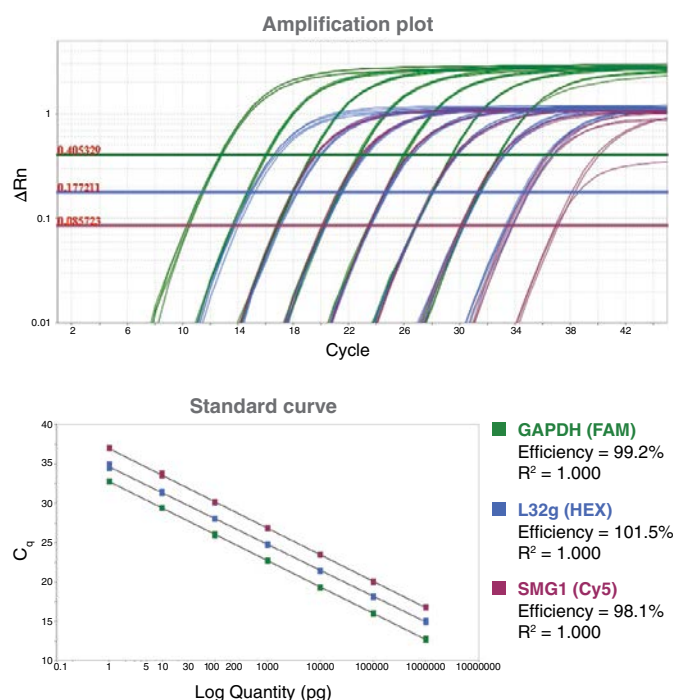 Amplification plot
1
0.1
0.01
ΔRn
0.405329
0.177211
0.085723
2 6 10 14 18 22 26 30 34 38 42
Cycle
Standard curve
40
35
30
25
20
15
10
Cq
0.1 1 5 10 30 100 200 1000 10000 100000 1000000 10000000
Log Quantity (pg)
GAPDH (FAM)
Efficiency = 99.2%
R² = 1.000
L32g (HEX)
Efficiency = 101.5%
R² = 1.000
SMG1 (Cy5)
Efficiency = 98.1%
R² = 1.000